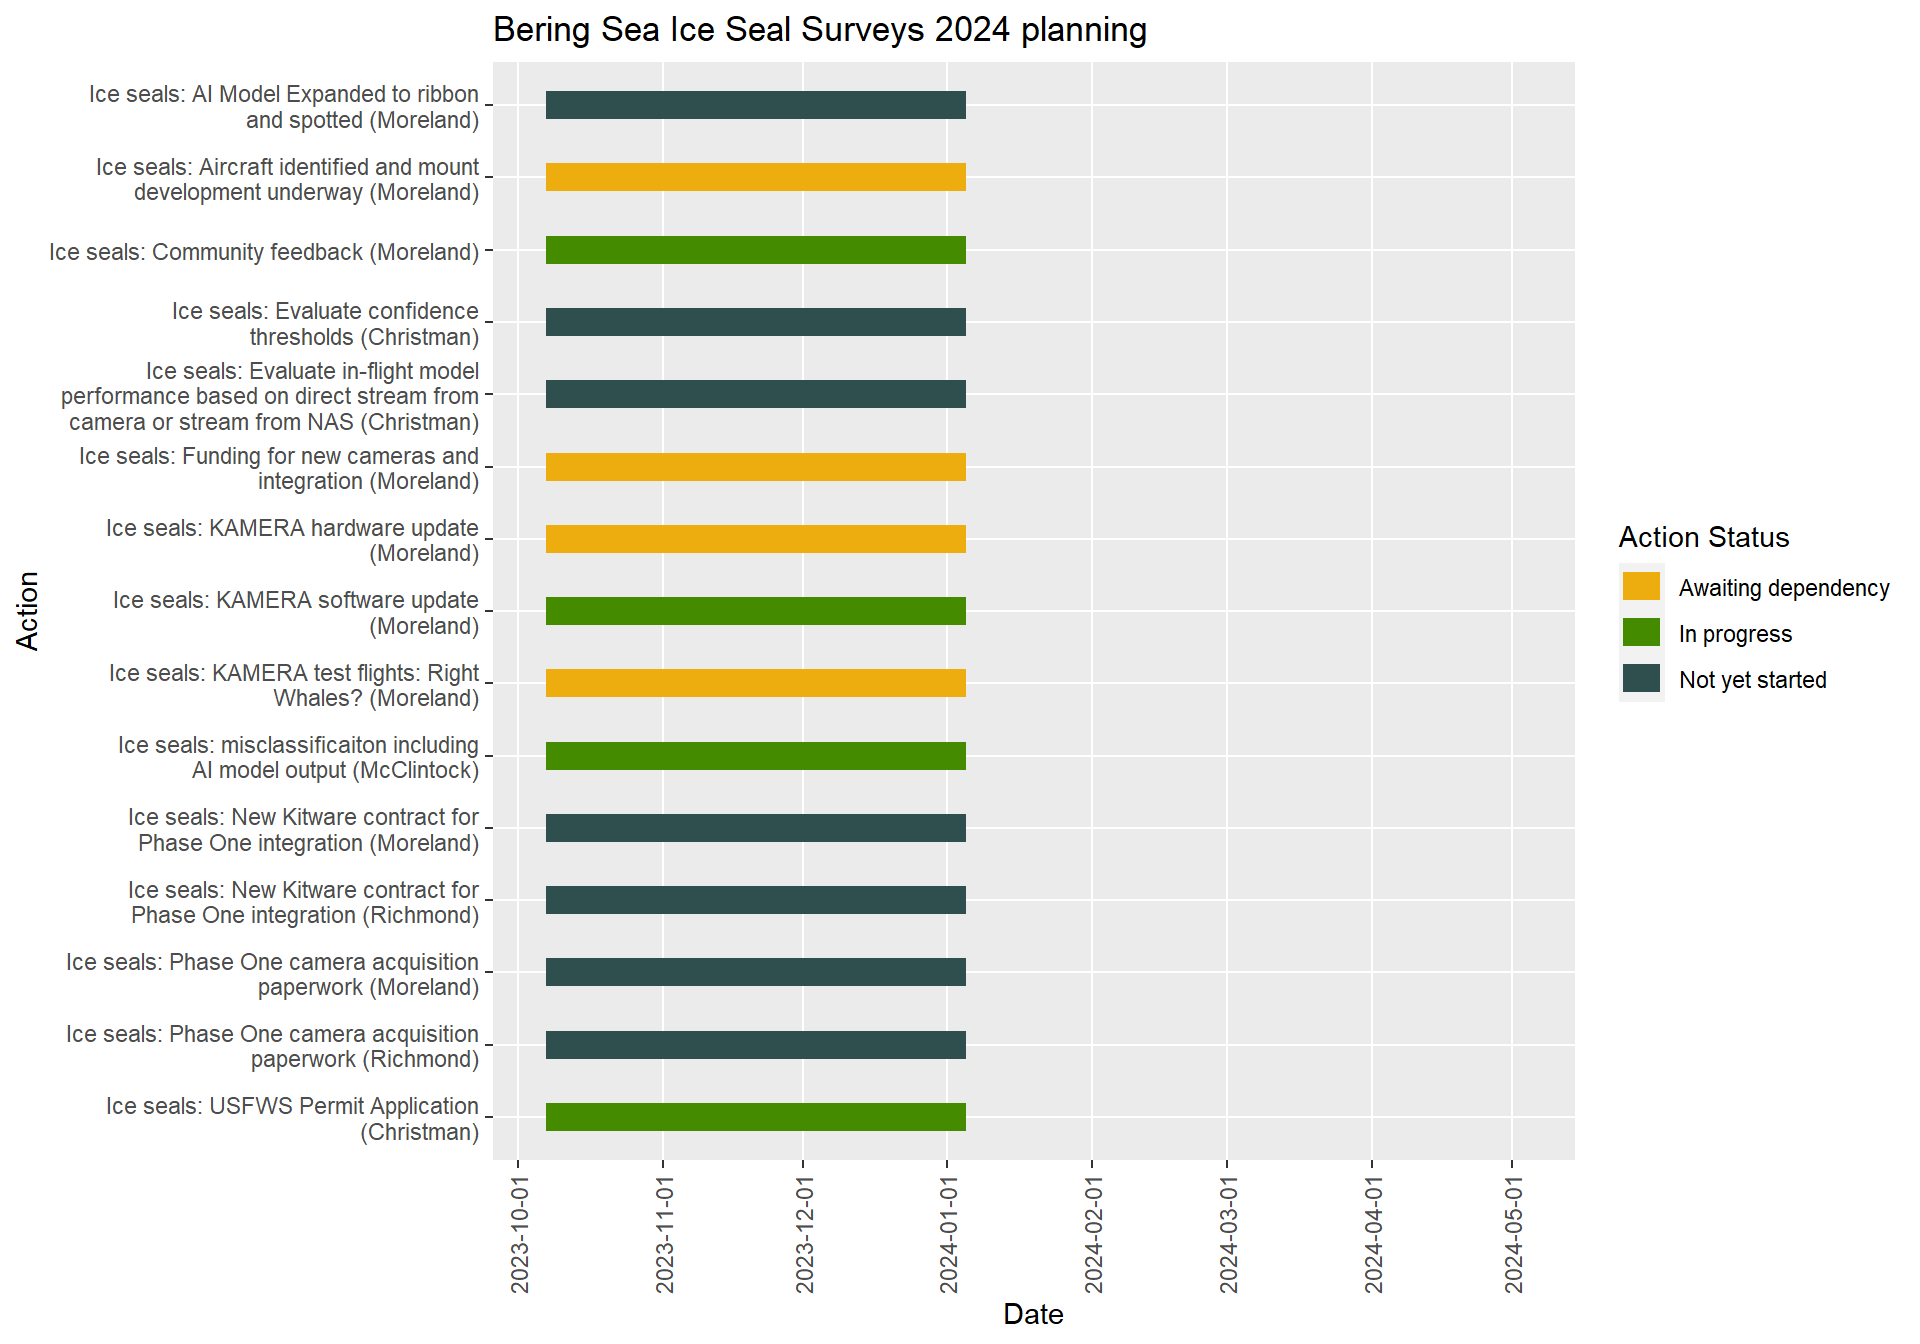 Bering Sea Ice Seal Surveys 2024 planning
Ice seals: AI Model Expanded to ribbon
and spotted (Moreland)
Ice seals: Aircraft identified and mount
development underway (Moreland)
Ice seals: Community feedback (Moreland)
Ice seals: Evaluate confidence
thresholds (Christman)
Ice seals: Evaluate in-flight model
performance based on direct stream from
camera or stream from NAS (Christman)
Ice seals: Funding for new cameras and
integration (Moreland)
Ice seals: KAMERA hardware update
(Moreland)
Ice seals: KAMERA software update
(Moreland)
Ice seals: KAMERA test flights: Right
Whales? (Moreland)
Ice seals: misclassificaiton including
AI model output (McClintock)
Ice seals: New Kitware contract for
Phase One integration (Moreland)
Ice seals: New Kitware contract for
Phase One integration (Richmond)
Ice seals: Phase One camera acquisition
paperwork (Moreland)
Ice seals: Phase One camera acquisition
paperwork (Richmond)
Ice seals: USFWS Permit Application
(Christman)
Action
2023-10-01
2023-11-01
2023-12-01
2024-01-01
2024-02-01
2024-03-01
2024-04-01
2024-05-01
Date
Action Status
Awaiting dependency
In progress
Not yet started